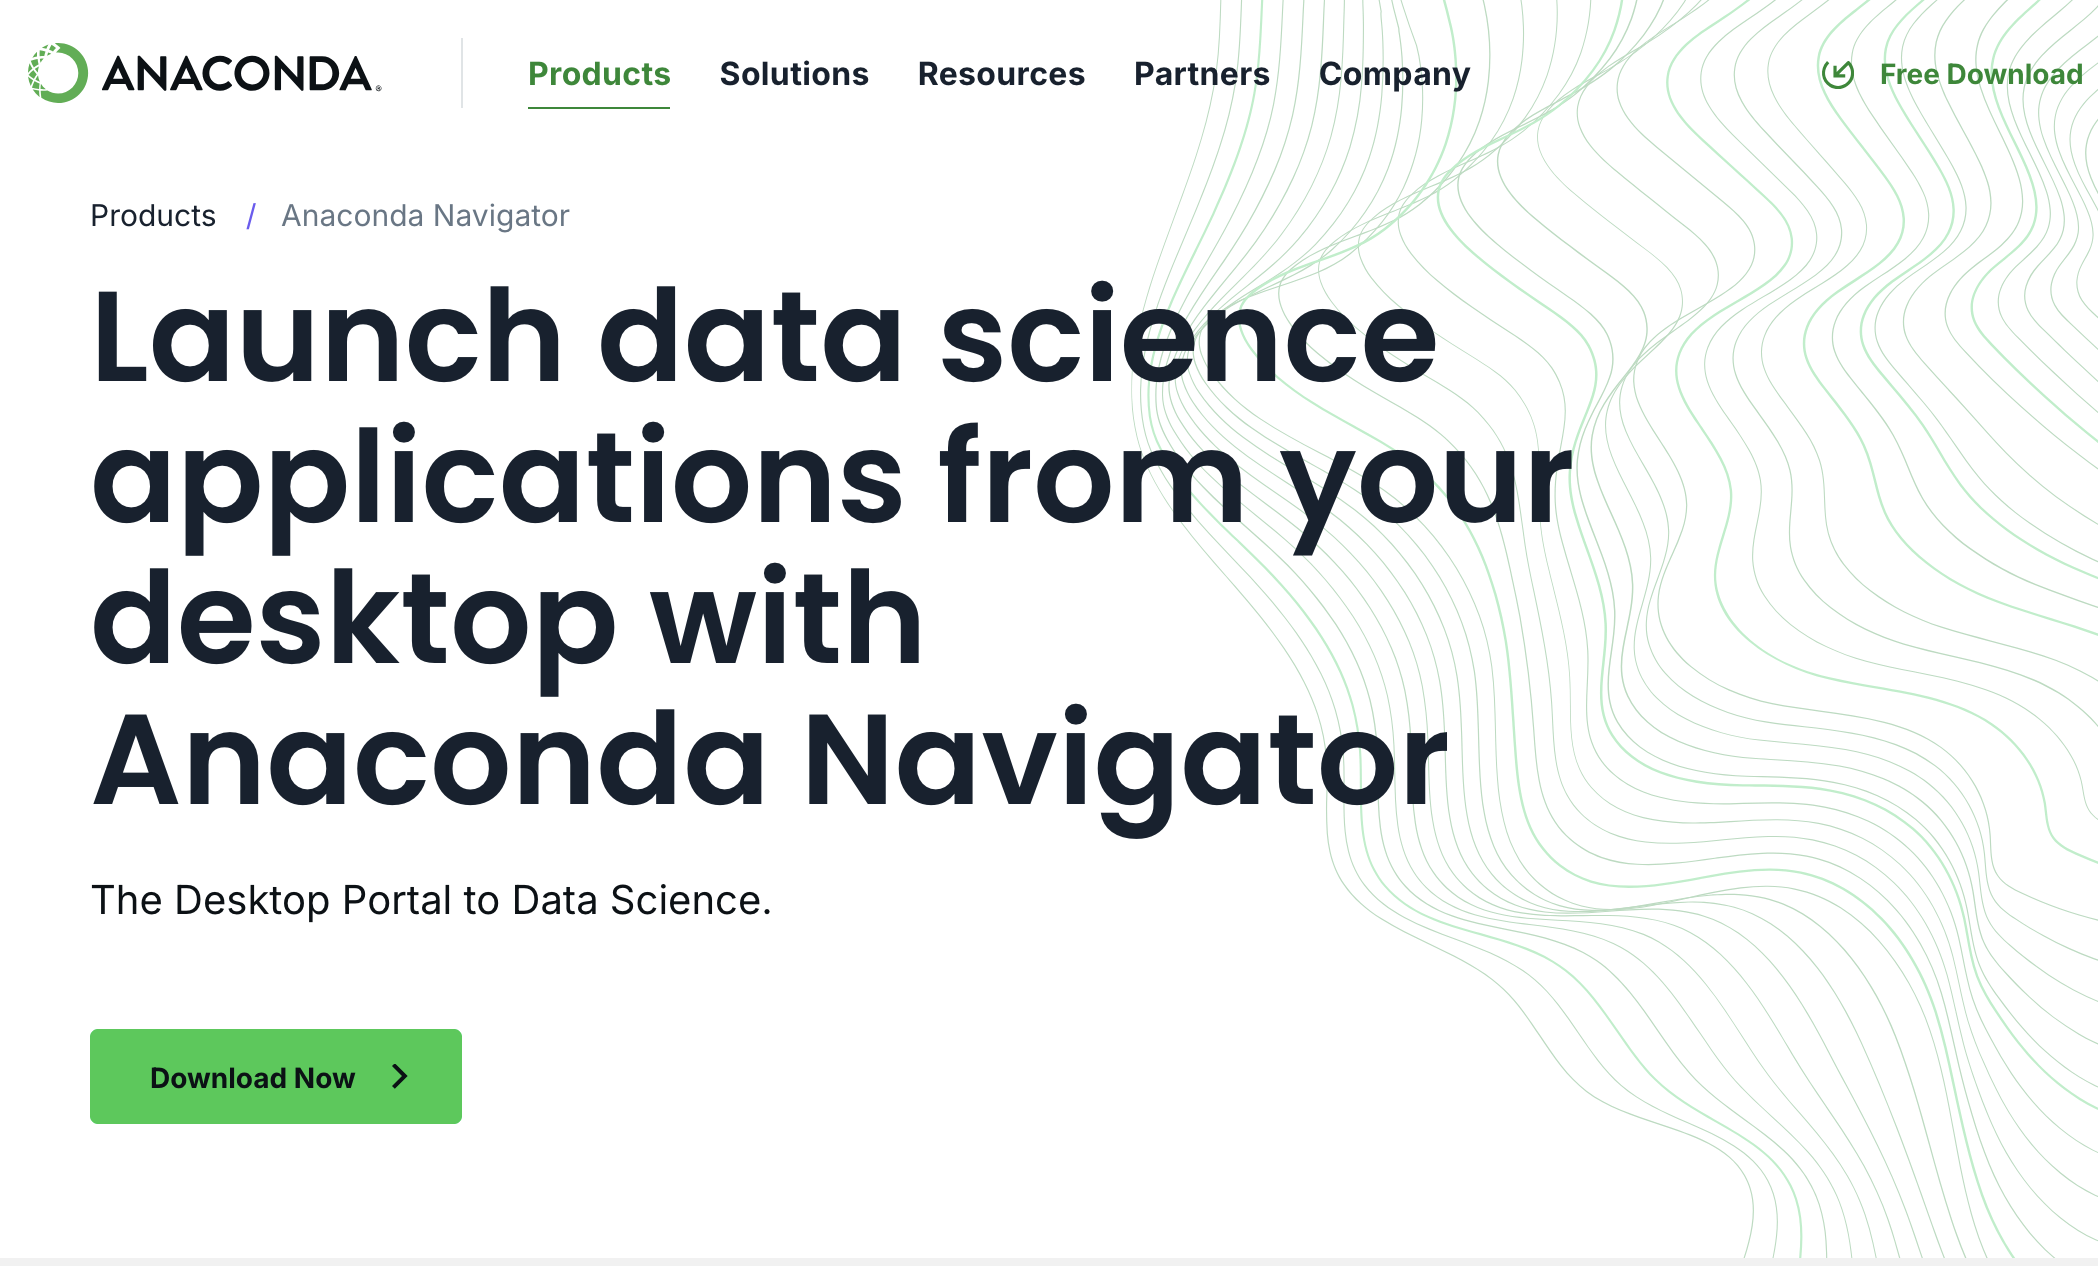 ANACONDA®
Products Solutions Resources Partners Company Free Download
Products / Anaconda Navigator
Launch data science
applications from your
desktop with
Anaconda Navigator
The Desktop Portal to Data Science.
Download Now